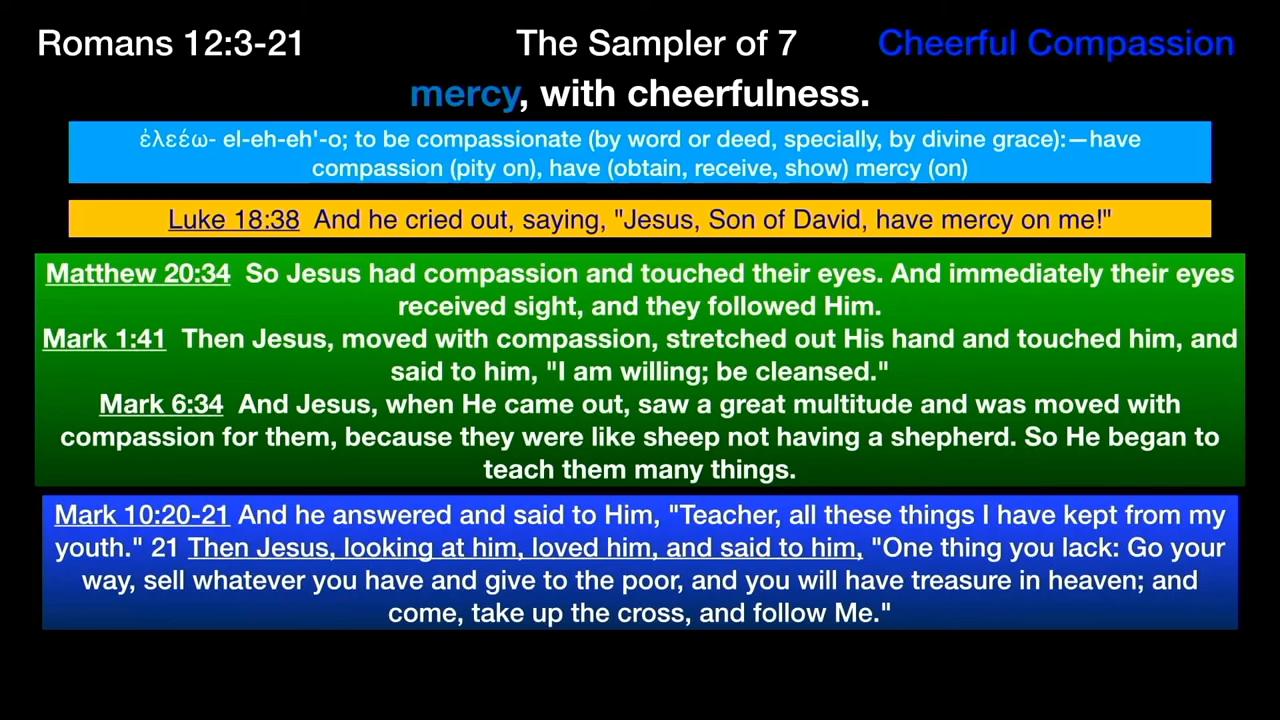 Romans 12:3-21 The Sampler of 7 Cheerful Compassion
mercy, with cheerfulness.
ἐλεέω- el-eh-eh'-o; to be compassionate (by word or deed, specially, by divine grace):—have
compassion (pity on), have (obtain, receive, show) mercy (on)
Luke 18:38 And he cried out, saying, "Jesus, Son of David, have mercy on me!"
Matthew 20:34 So Jesus had compassion and touched their eyes. And immediately their eyes
received sight, and they followed Him.
Mark 1:41 Then Jesus, moved with compassion, stretched out His hand and touched him, and
said to him, "I am willing; be cleansed."
Mark 6:34 And Jesus, when He came out, saw a great multitude and was moved with
compassion for them, because they were like sheep not having a shepherd. So He began to
teach them many things.
Mark 10:20-21 And he answered and said to Him, "Teacher, all these things I have kept from my
youth." 21 Then Jesus, looking at him, loved him, and said to him, "One thing you lack: Go your
way, sell whatever you have and give to the poor, and you will have treasure in heaven; and
come, take up the cross, and follow Me."